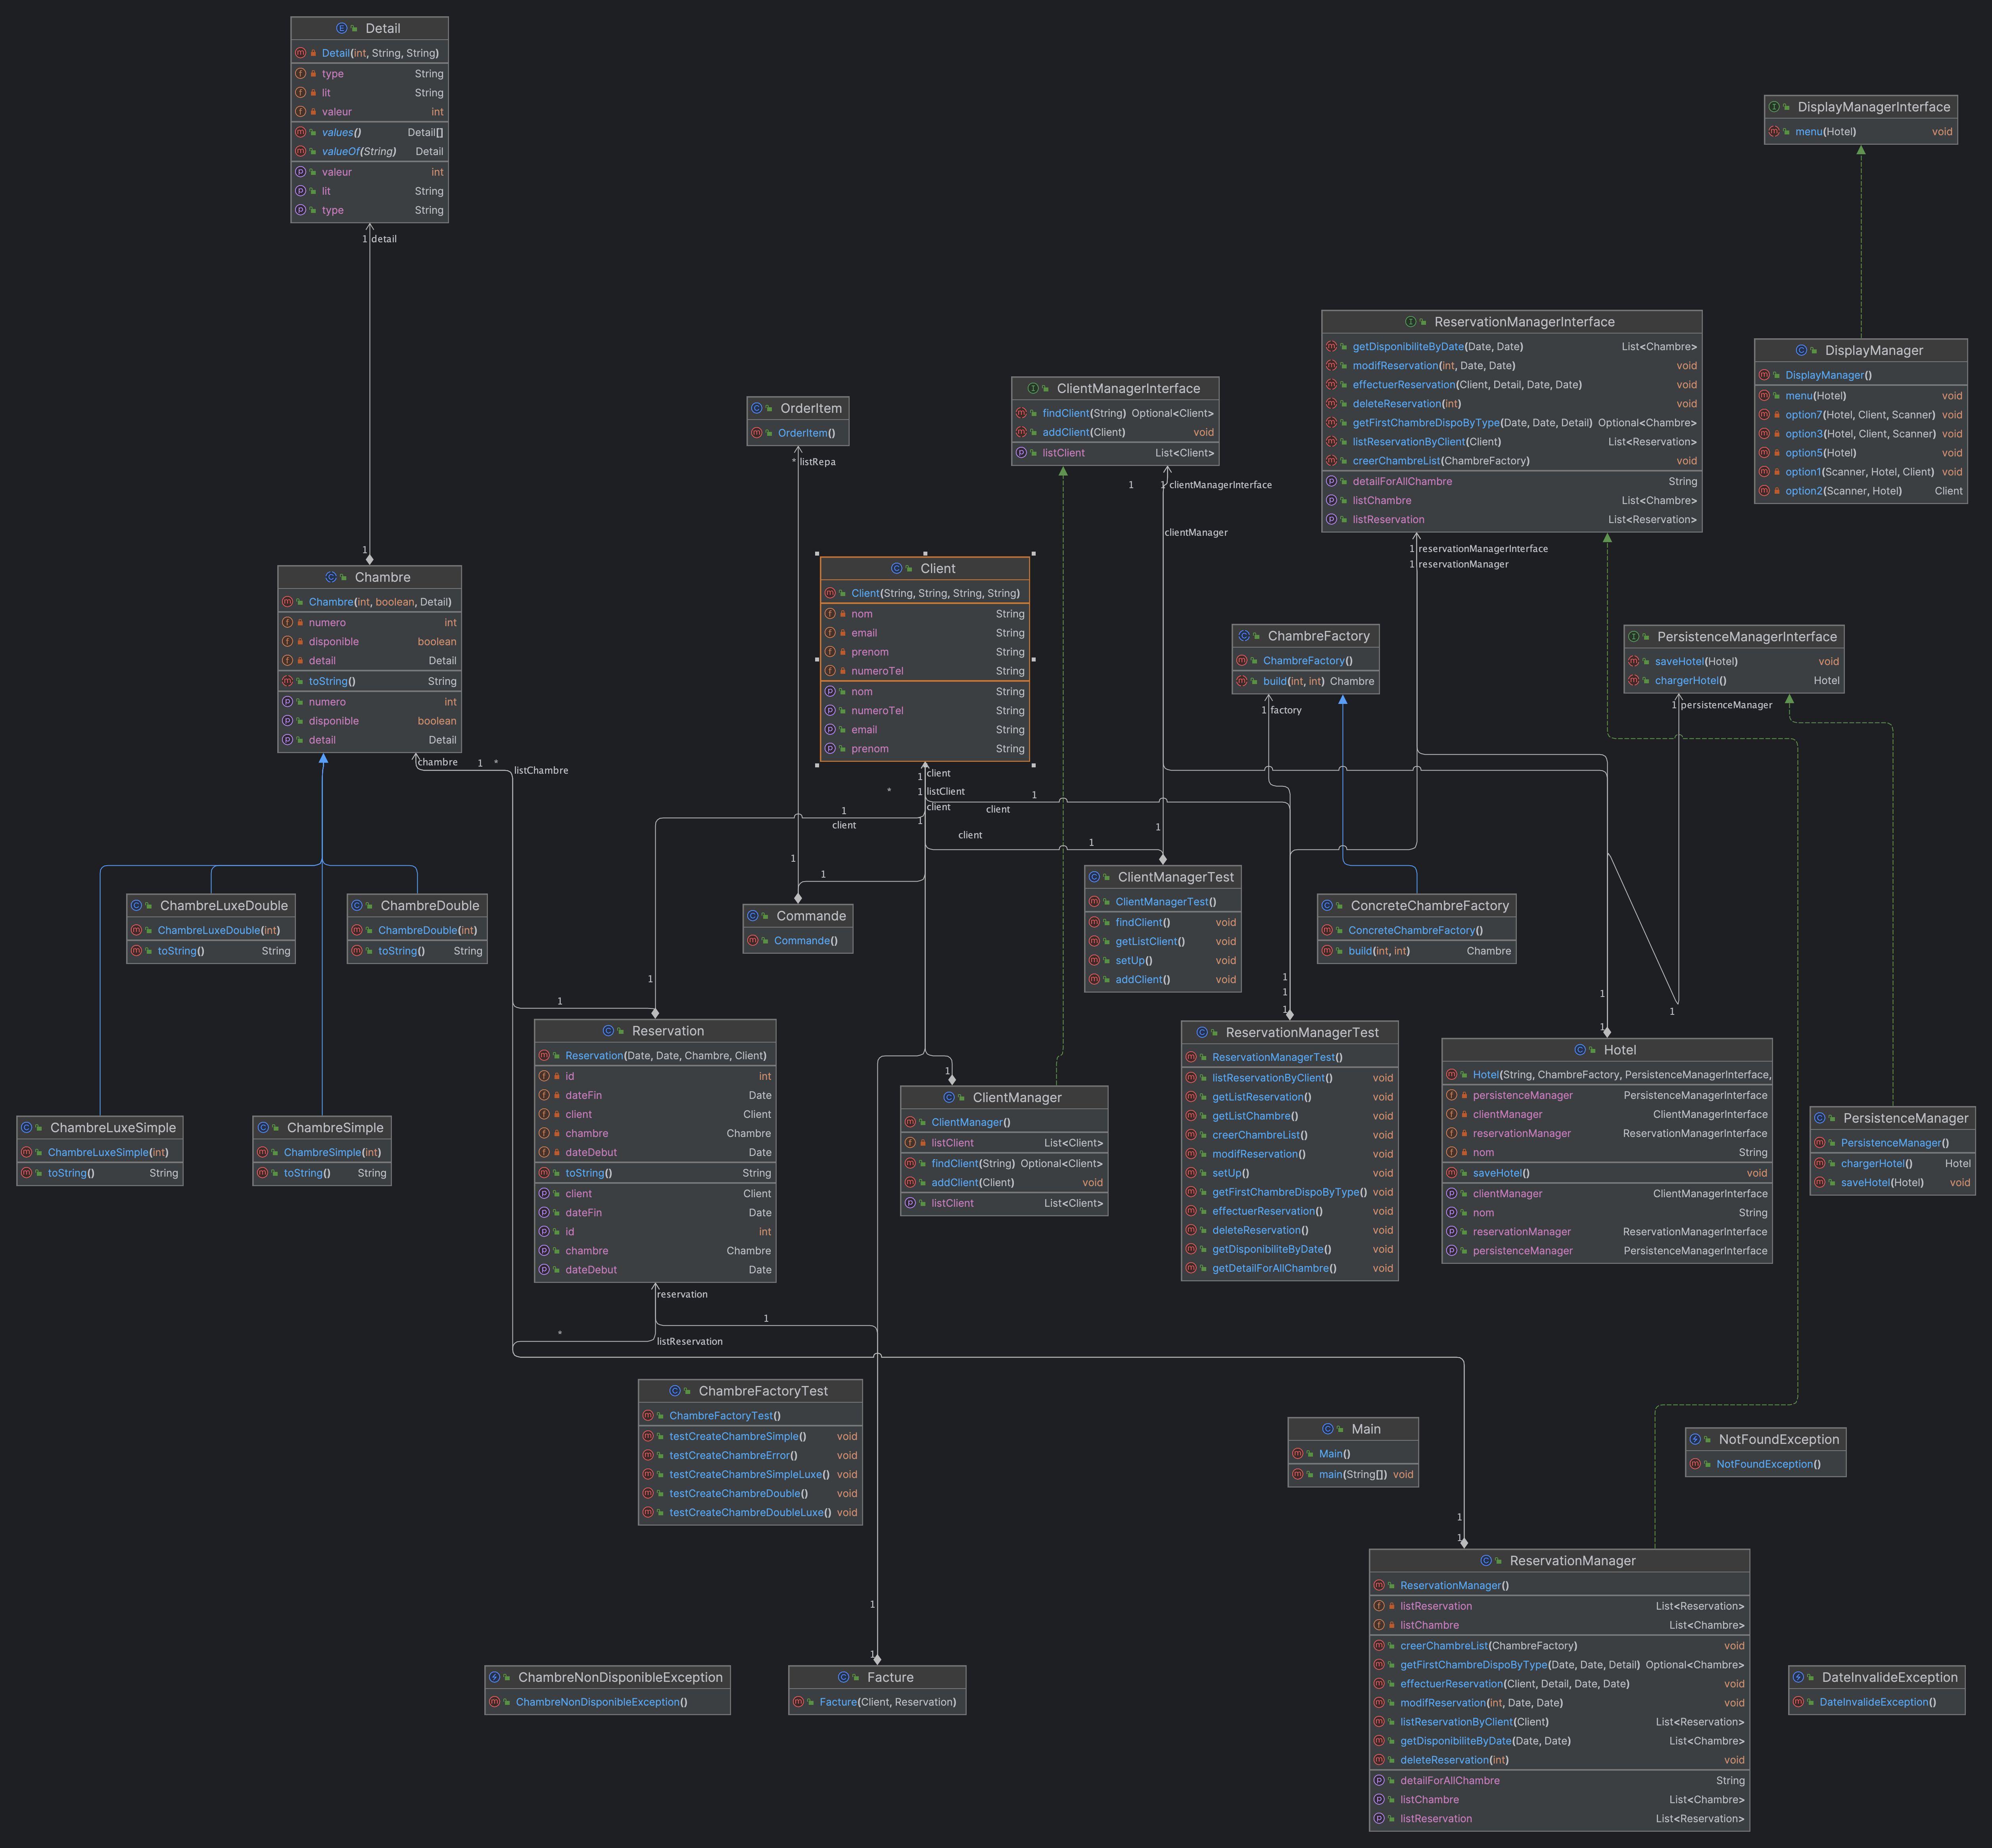 Detail
Detail(int, String, String)
type String
lit String
valeur int
values() Detail[]
valueOf(String) Detail
valeur int
lit String
type String
1 detail
1
DisplayManagerInterface
menu(Hotel) void
DisplayManager
DisplayManager()
menu(Hotel) void
option7(Hotel, Client, Scanner) void
option3(Hotel, Client, Scanner) void
option5(Hotel) void
option1(Scanner, Hotel, Client) void
option2(Scanner, Hotel) Client
ReservationManagerInterface
getDisponibiliteByDate(Date, Date) List<Chambre>
modifReservation(int, Date, Date) void
effectuerReservation(Client, Detail, Date, Date) void
deleteReservation(int) void
getFirstChambreDispoByType(Date, Date, Detail) Optional<Chambre>
listReservationByClient(Client) List<Reservation>
creerChambreList(ChambreFactory) void
detailForAllChambre String
listChambre List<Chambre>
listReservation List<Reservation>
1 reservationManagerInterface
1 reservationManager
ClientManagerInterface
findClient(String) Optional<Client>
addClient(Client) void
listClient List<Client>
1 1 clientManagerInterface
clientManager
OrderItem
OrderItem()
* listRepa
Chambre
Chambre(int, boolean, Detail)
numero int
disponible boolean
detail Detail
toString() String
numero int
disponible boolean
detail Detail
chambre 1 * listChambre
Client
Client(String, String, String, String)
nom String
email String
prenom String
numeroTel String
nom String
numeroTel String
email String
prenom String
1 client
* 1 listClient
client
1
1
client
1
client
1
client
1
1
1
1
ChambreFactory
ChambreFactory()
build(int, int) Chambre
1 factory
PersistenceManagerInterface
saveHotel(Hotel) void
chargerHotel() Hotel
1 persistenceManager
ClientManagerTest
ClientManagerTest()
findClient() void
getListClient() void
setUp() void
addClient() void
ChambreLuxeDouble
ChambreLuxeDouble(int)
toString() String
ChambreDouble
ChambreDouble(int)
toString() String
Commande
Commande()
ConcreteChambreFactory
ConcreteChambreFactory()
build(int, int) Chambre
1
1
1
1
1
1
1
1
Reservation
Reservation(Date, Date, Chambre, Client)
id int
dateFin Date
client Client
chambre Chambre
dateDebut Date
toString() String
client Client
dateFin Date
id int
chambre Chambre
dateDebut Date
reservation
1
*
listReservation
ReservationManagerTest
ReservationManagerTest()
listReservationByClient() void
getListReservation() void
getListChambre() void
creerChambreList() void
modifReservation() void
setUp() void
getFirstChambreDispoByType() void
effectuerReservation() void
deleteReservation() void
getDisponibiliteByDate() void
getDetailForAllChambre() void
Hotel
Hotel(String, ChambreFactory, PersistenceManagerInterface,
persistenceManager PersistenceManagerInterface
clientManager ClientManagerInterface
reservationManager ReservationManagerInterface
nom String
saveHotel() void
clientManager ClientManagerInterface
nom String
reservationManager ReservationManagerInterface
persistenceManager PersistenceManagerInterface
1
ClientManager
ClientManager()
listClient List<Client>
findClient(String) Optional<Client>
addClient(Client) void
listClient List<Client>
PersistenceManager
PersistenceManager()
chargerHotel() Hotel
saveHotel(Hotel) void
ChambreLuxeSimple
ChambreLuxeSimple(int)
toString() String
ChambreSimple
ChambreSimple(int)
toString() String
ChambreFactoryTest
ChambreFactoryTest()
testCreateChambreSimple() void
testCreateChambreError() void
testCreateChambreSimpleLuxe() void
testCreateChambreDouble() void
testCreateChambreDoubleLuxe() void
Main
Main()
main(String[]) void
NotFoundException
NotFoundException()
1
1
ReservationManager
ReservationManager()
listReservation List<Reservation>
listChambre List<Chambre>
creerChambreList(ChambreFactory) void
getFirstChambreDispoByType(Date, Date, Detail) Optional<Chambre>
effectuerReservation(Client, Detail, Date, Date) void
modifReservation(int, Date, Date) void
listReservationByClient(Client) List<Reservation>
getDisponibiliteByDate(Date, Date) List<Chambre>
deleteReservation(int) void
detailForAllChambre String
listChambre List<Chambre>
listReservation List<Reservation>
1
1
ChambreNonDisponibleException
ChambreNonDisponibleException()
Facture
Facture(Client, Reservation)
DateInvalideException
DateInvalideException()